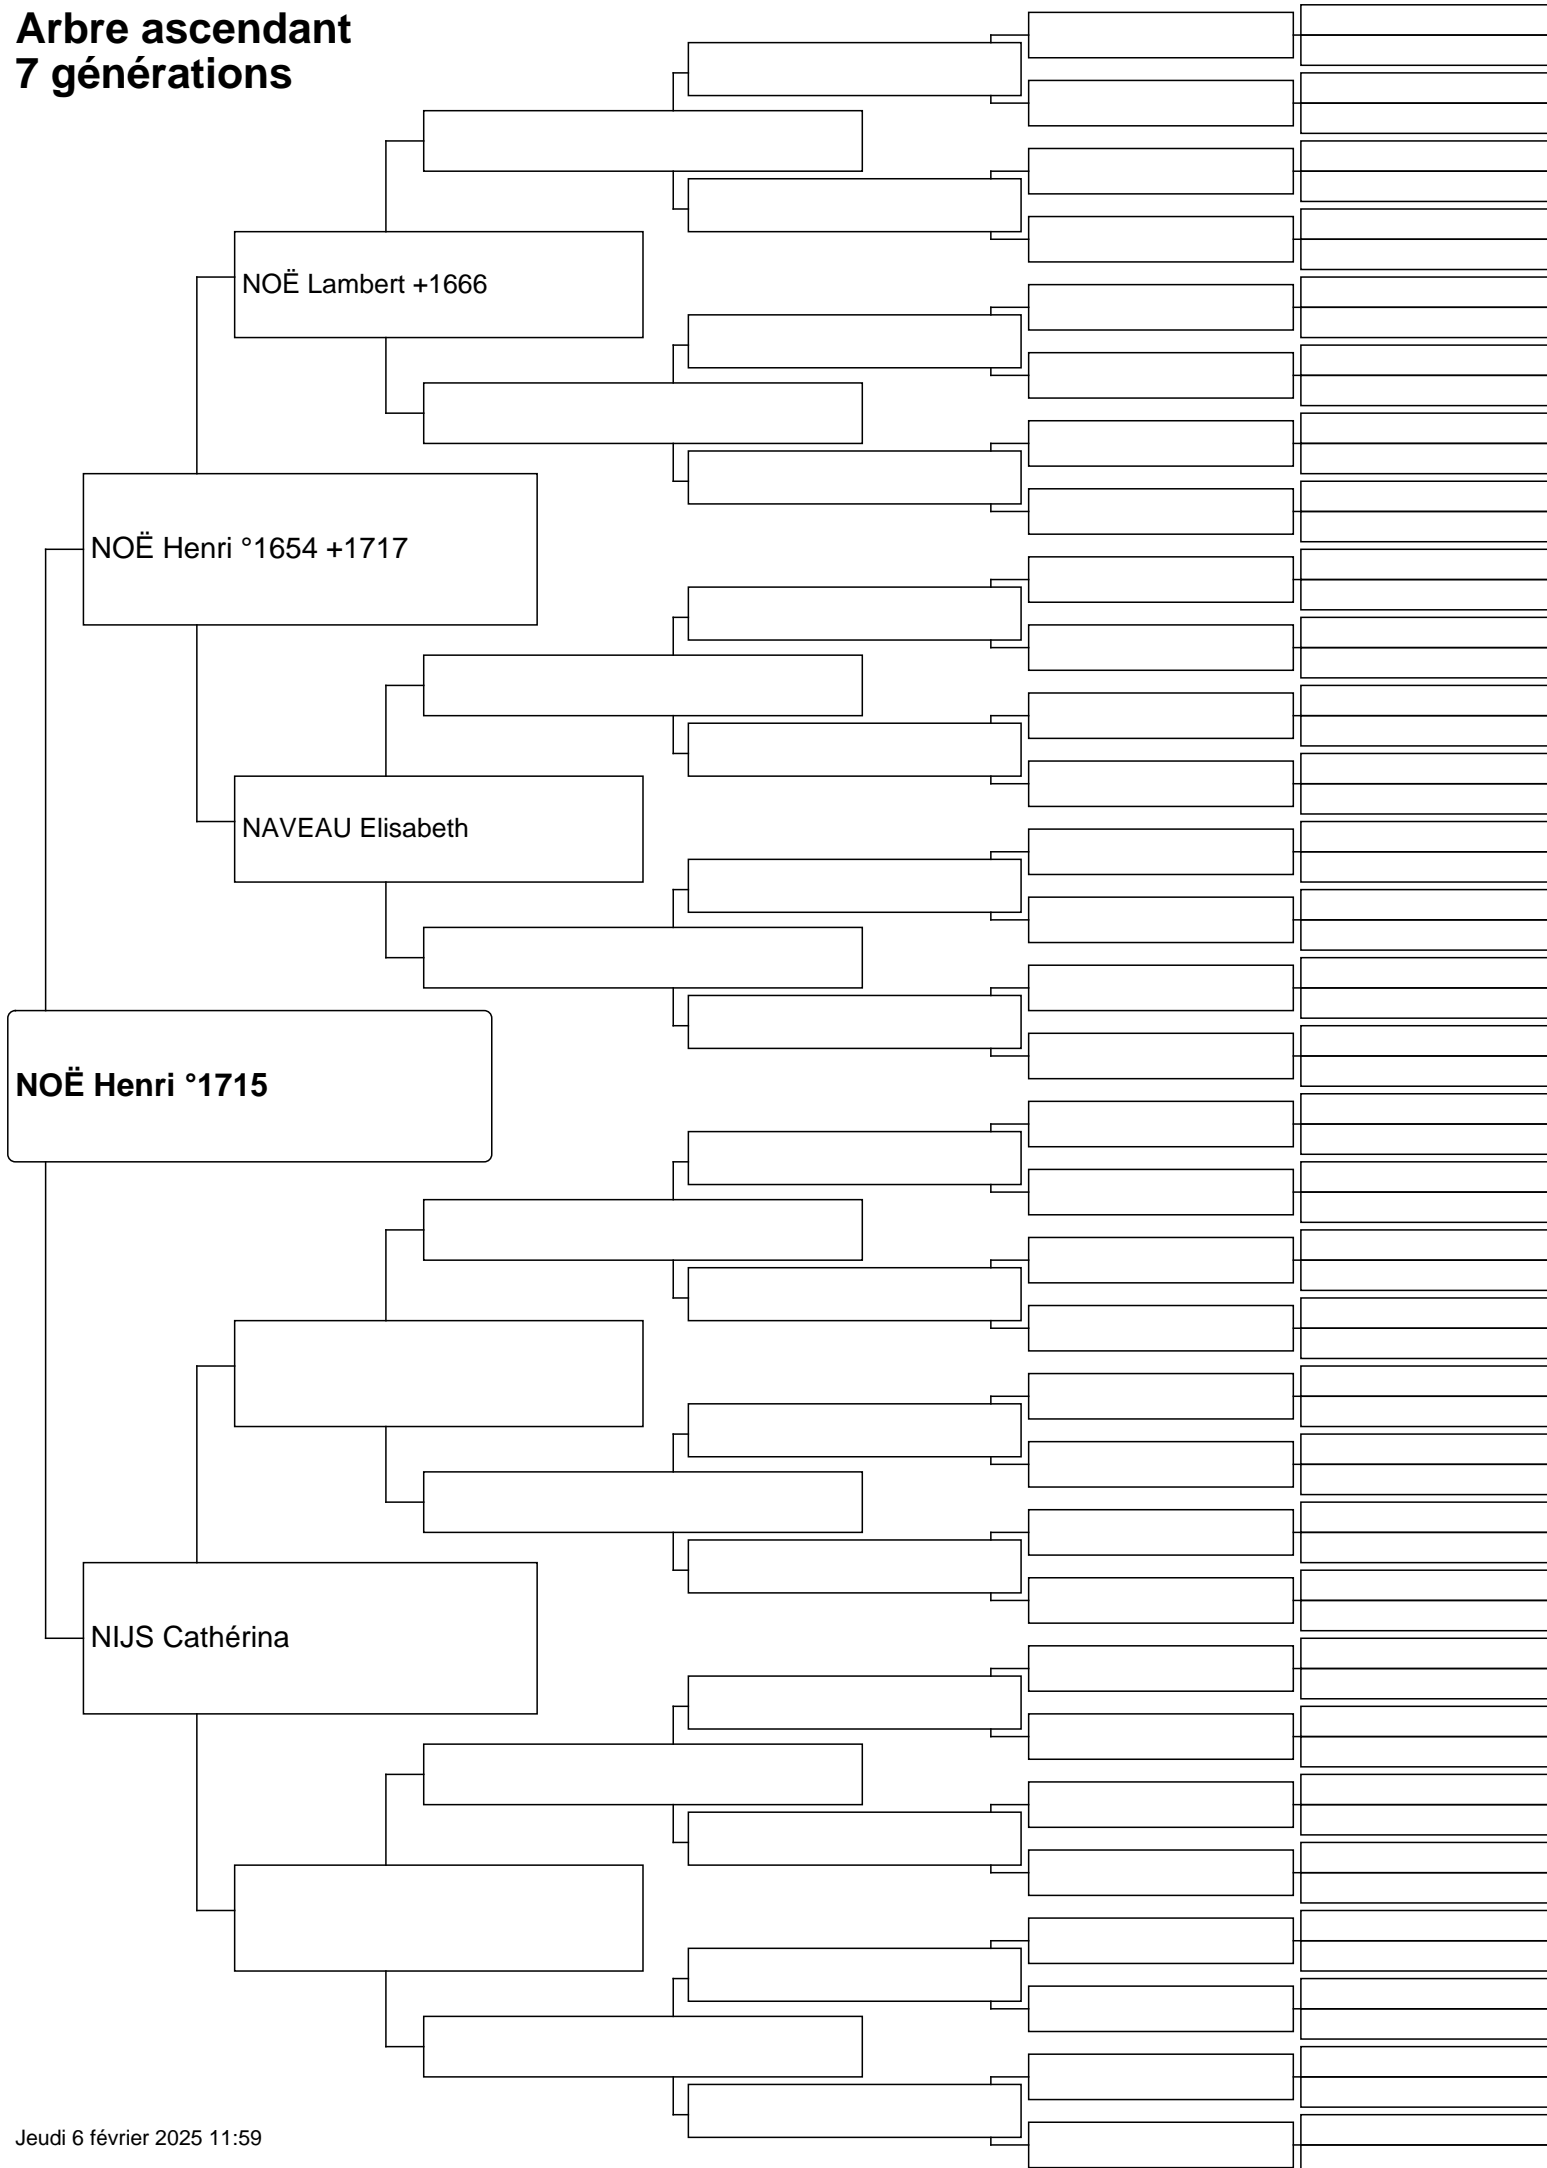 Arbre ascendant
7 générations
NOË Lambert +1666
NOË Henri °1654 +1717
NAVEAU Elisabeth
NOË Henri °1715
NIJS Cathérina
Jeudi 6 février 2025 11:59